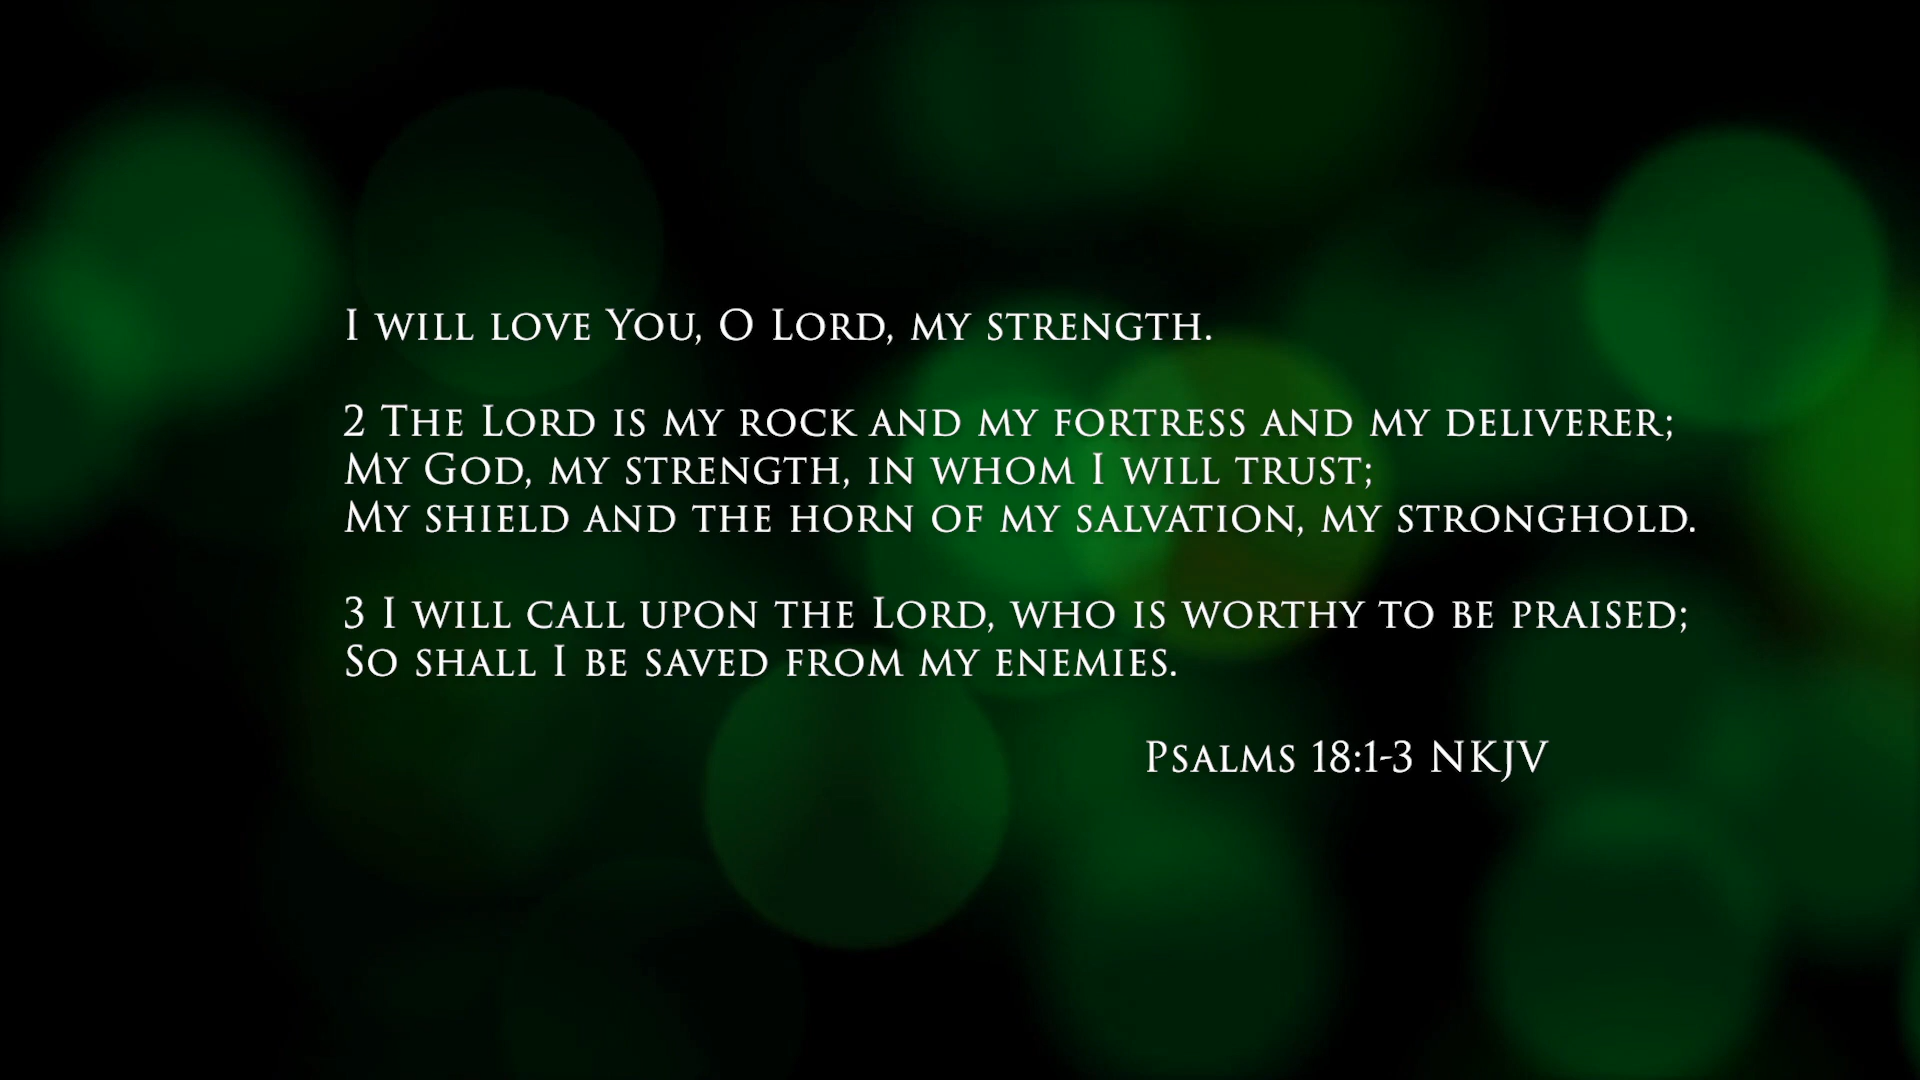 I will love You, O Lord, my strength.
2 The Lord is my rock and my fortress and my deliverer;
My God, my strength, in whom I will trust;
My shield and the horn of my salvation, my stronghold.
3 I will call upon the Lord, who is worthy to be praised;
So shall I be saved from my enemies.
Psalms 18:1-3 NKJV